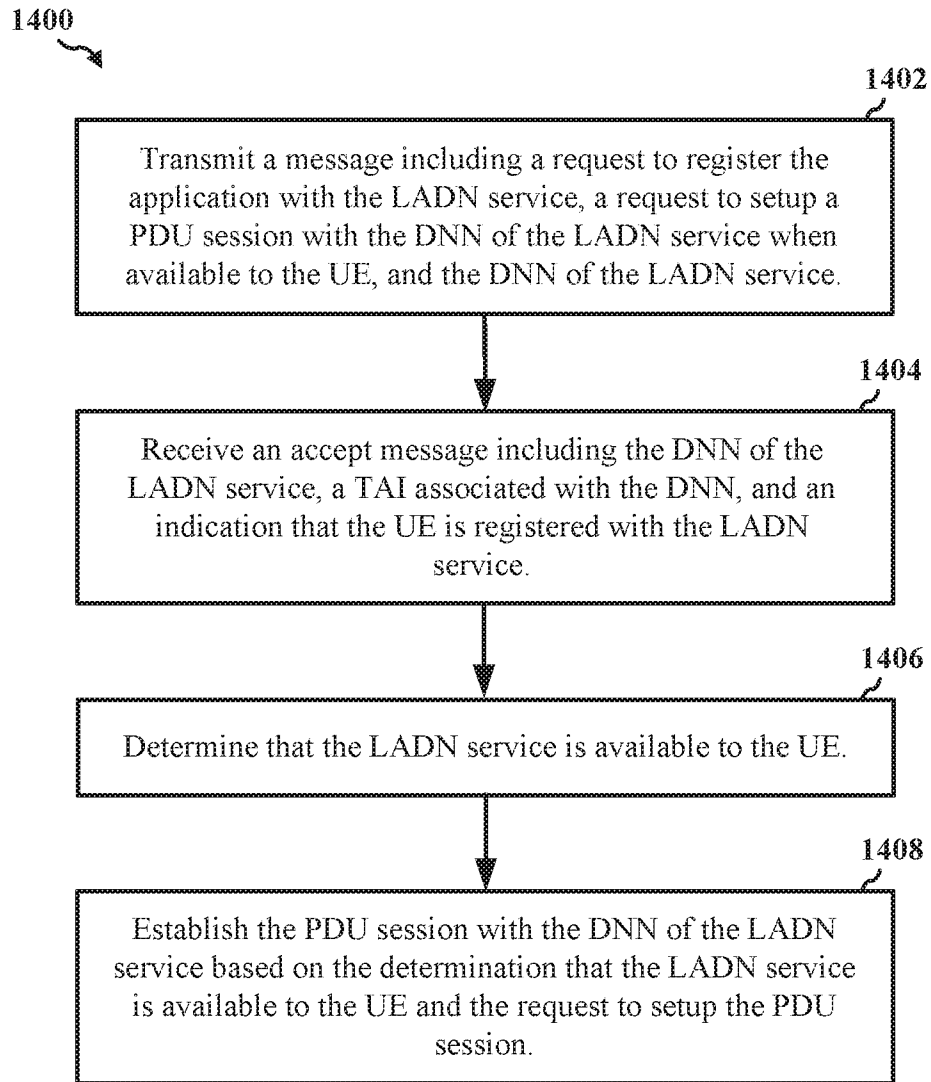 1400
1402
Transmit a message including a request to register the
application with the LADN service, a request to setup a
PDU session with the DNN of the LADN service when
available to the UE, and the DNN of the LADN service.
1404
Receive an accept message including the DNN of the
LADN service, a TAI associated with the DNN, and an
indication that the UE is registered with the LADN
service.
1406
Determine that the LADN service is available to the UE.
1408
Establish the PDU session with the DNN of the LADN
service based on the determination that the LADN service
is available to the UE and the request to setup the PDU
session.